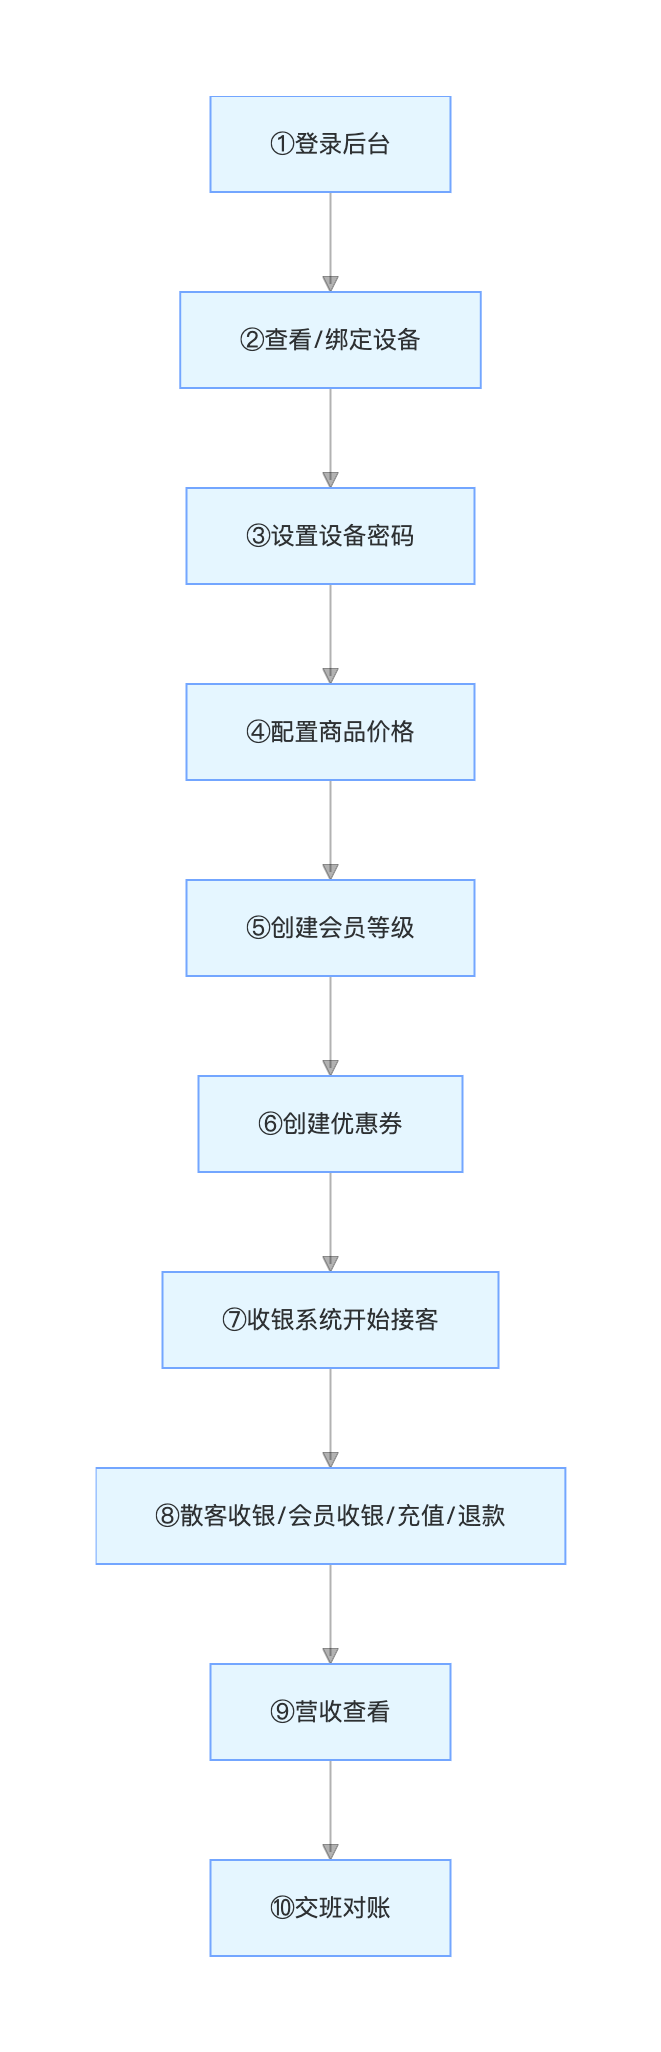 ①登录后台
②查看/绑定设备
③设置设备密码
④配置商品价格
⑤创建会员等级
⑥创建优惠券
⑦收银系统开始接客
⑧散客收银/会员收银/充值/退款
⑨营收查看
⑩交班对账